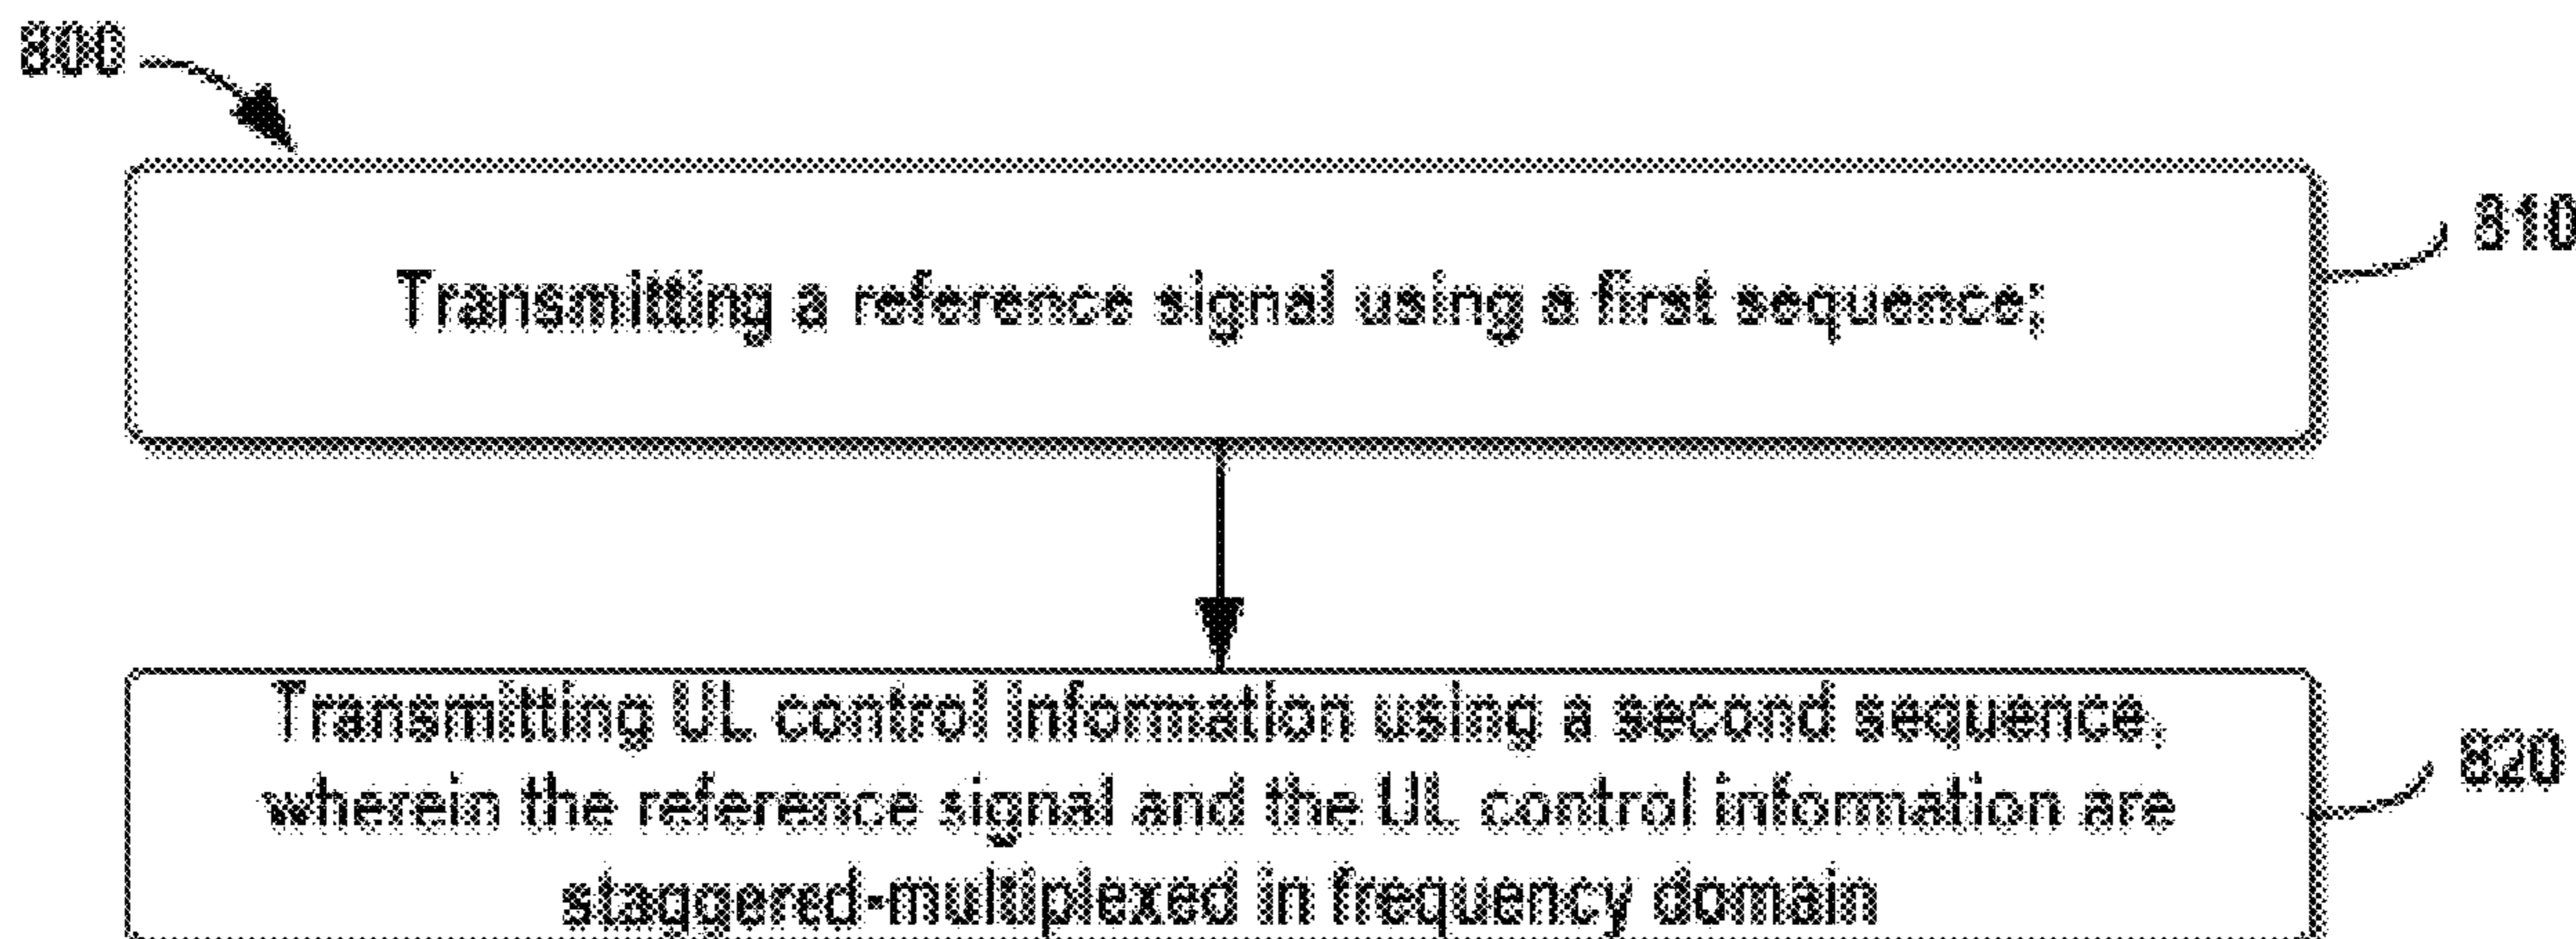 800
810
Transmitting a reference signal using a first sequence;
Transmitting UL control information using a second sequence,
820
wherein the reference signal and the UL control information are
staggered-multiplexed in frequency domain